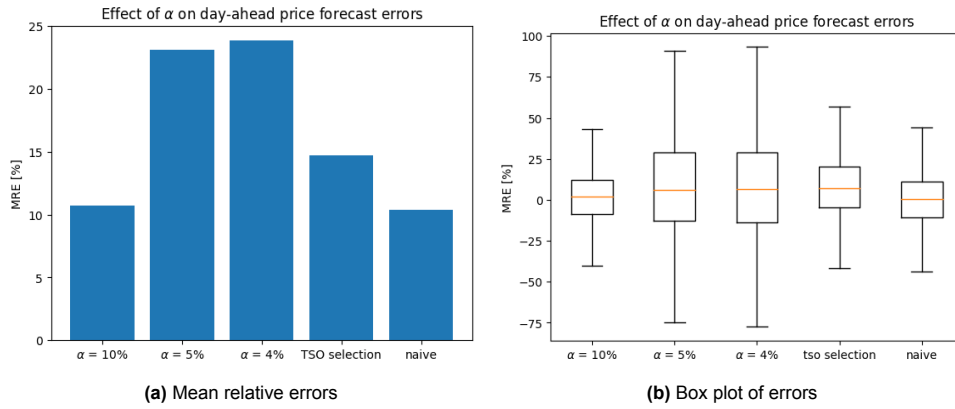 Effect of α on day-ahead price forecast errors
MRE [%]
25
20
15
10
5
0
α = 10% α = 5% α = 4% TSO selection naive
(a) Mean relative errors
Effect of α on day-ahead price forecast errors
MRE [%]
100
75
50
25
0
−25
−50
−75
α = 10% α = 5% α = 4% tso selection naive
(b) Box plot of errors